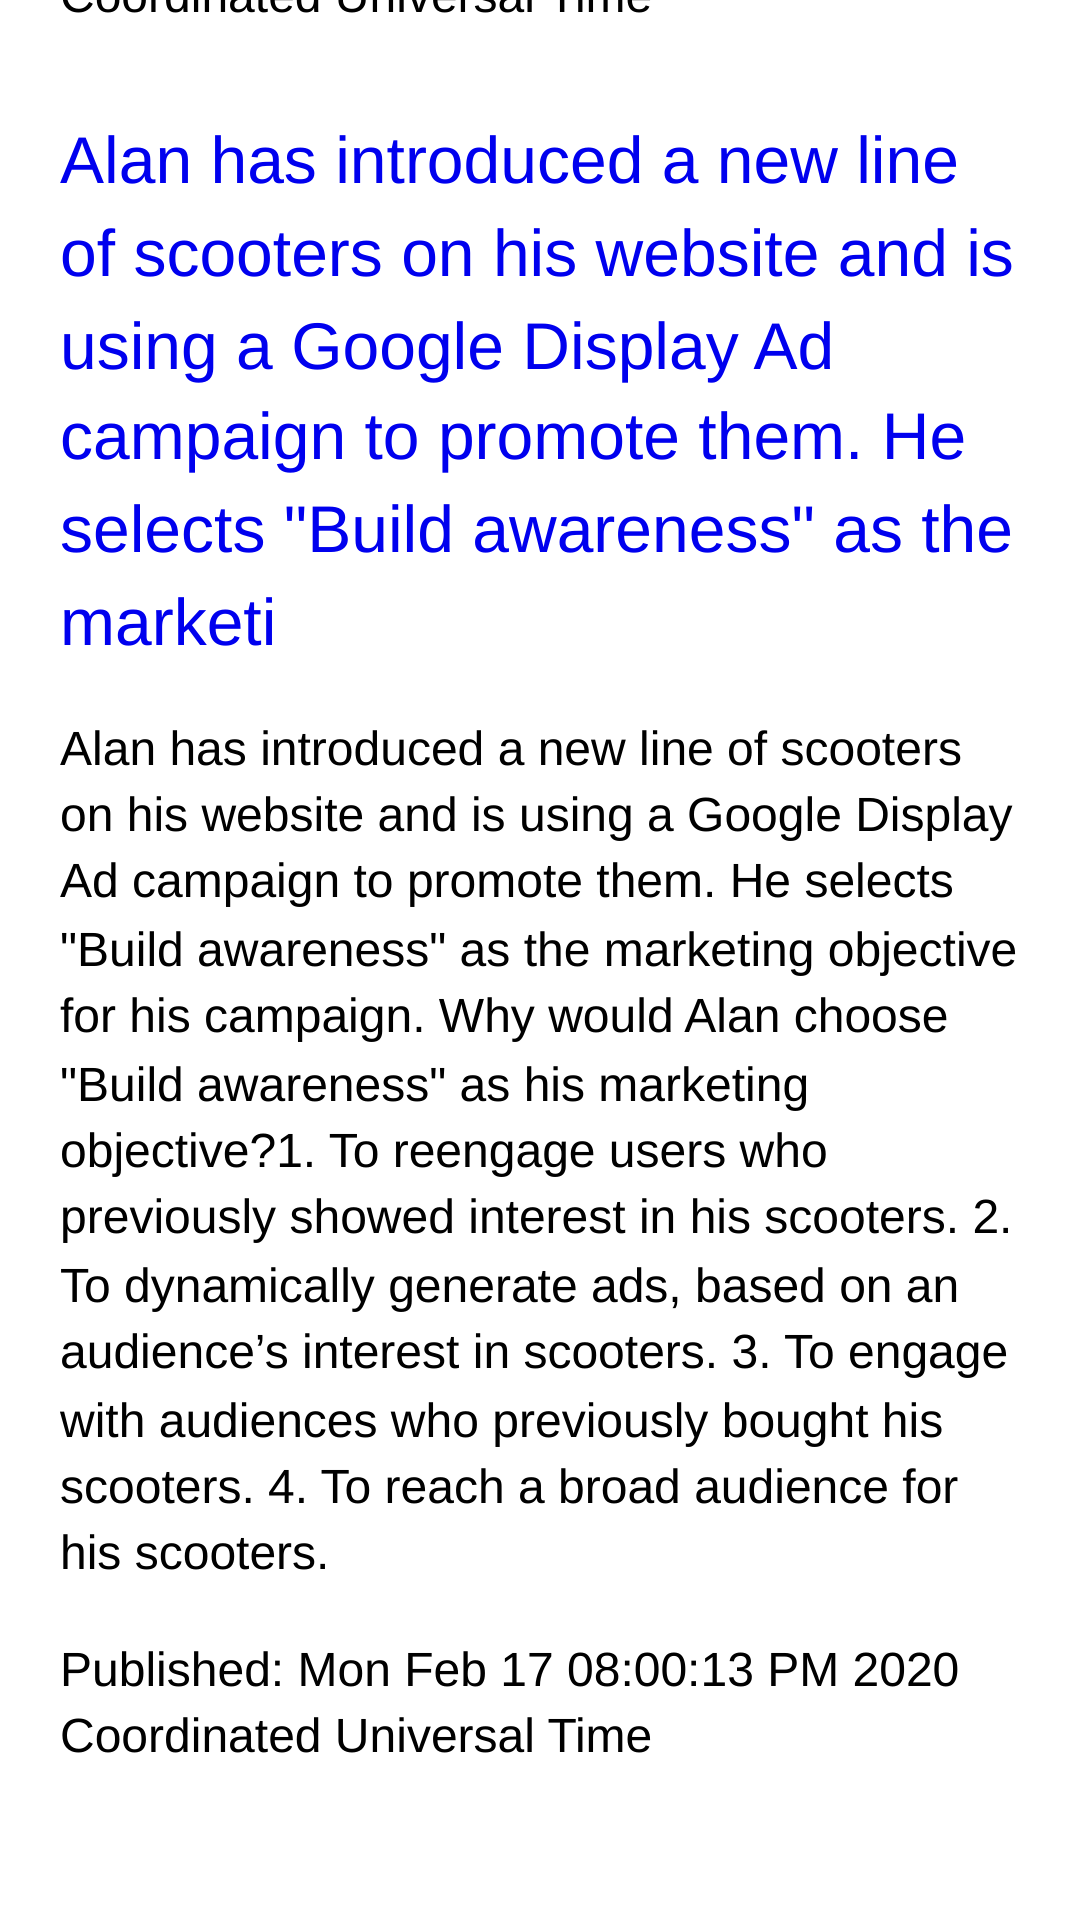 Coordinated Universal Time
Alan has introduced a new line
of scooters on his website and is
using a Google Display Ad
campaign to promote them. He
selects "Build awareness" as the
marketi
Alan has introduced a new line of scooters
on his website and is using a Google Display
Ad campaign to promote them. He selects
"Build awareness" as the marketing objective
for his campaign. Why would Alan choose
"Build awareness" as his marketing
objective?1. To reengage users who
previously showed interest in his scooters. 2.
To dynamically generate ads, based on an
audience’s interest in scooters. 3. To engage
with audiences who previously bought his
scooters. 4. To reach a broad audience for
his scooters.
Published: Mon Feb 17 08:00:13 PM 2020
Coordinated Universal Time